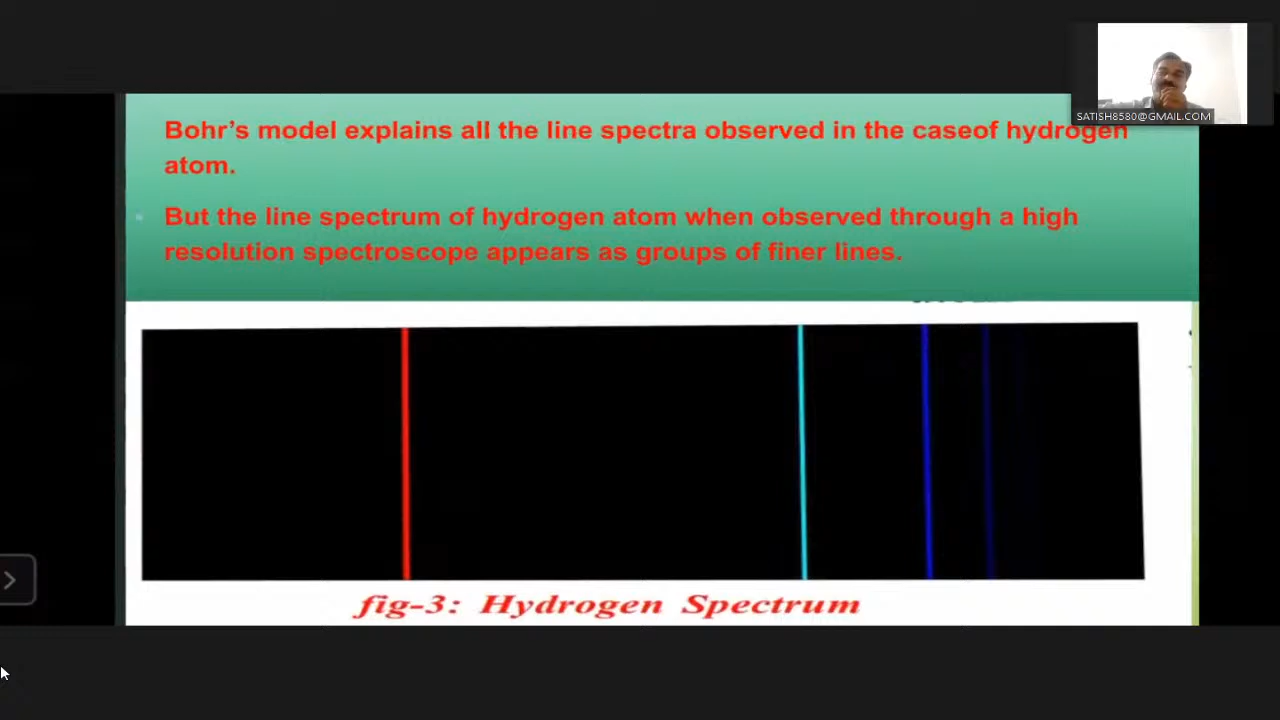 SATISH8580@GMAIL.COM
Bohr’s model explains all the line spectra observed in the caseof hydrogen
atom.
But the line spectrum of hydrogen atom when observed through a high
resolution spectroscope appears as groups of finer lines.
fig-3: Hydrogen Spectrum